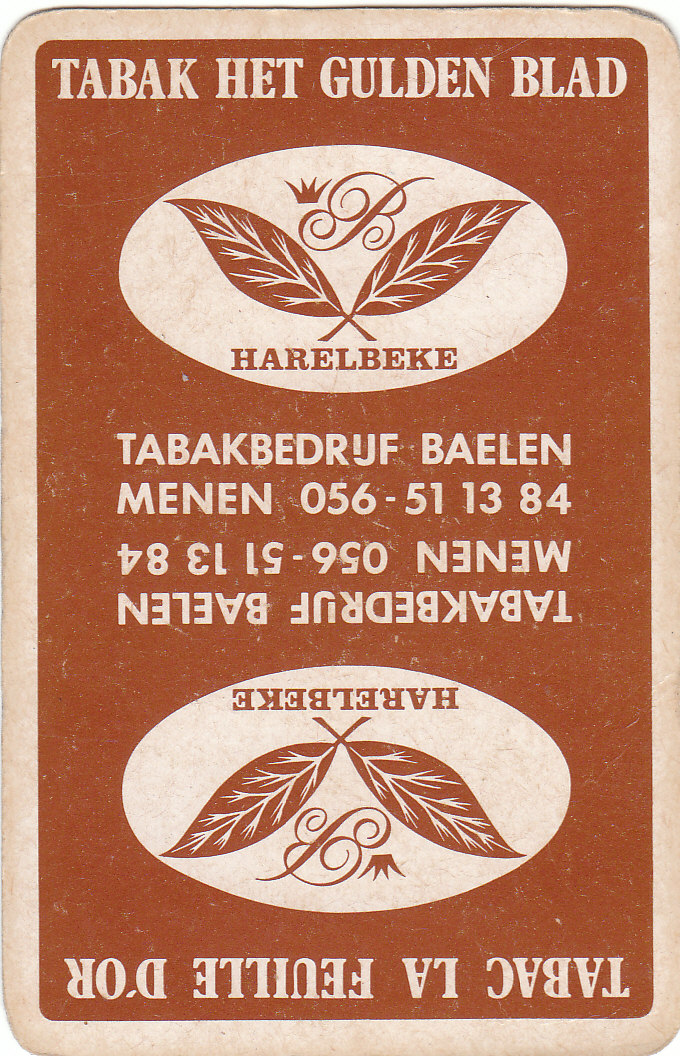 TABAK HET GULDEN BLAD
B
HARELBEKE
TABAKBEDRIJF BAELEN
MENEN 056-51 13 84
MENEN 056-51 13 84
TABAKBEDRIJF BAELEN
HARELBEKE
B
TABAC LA FEUILLE D'OR